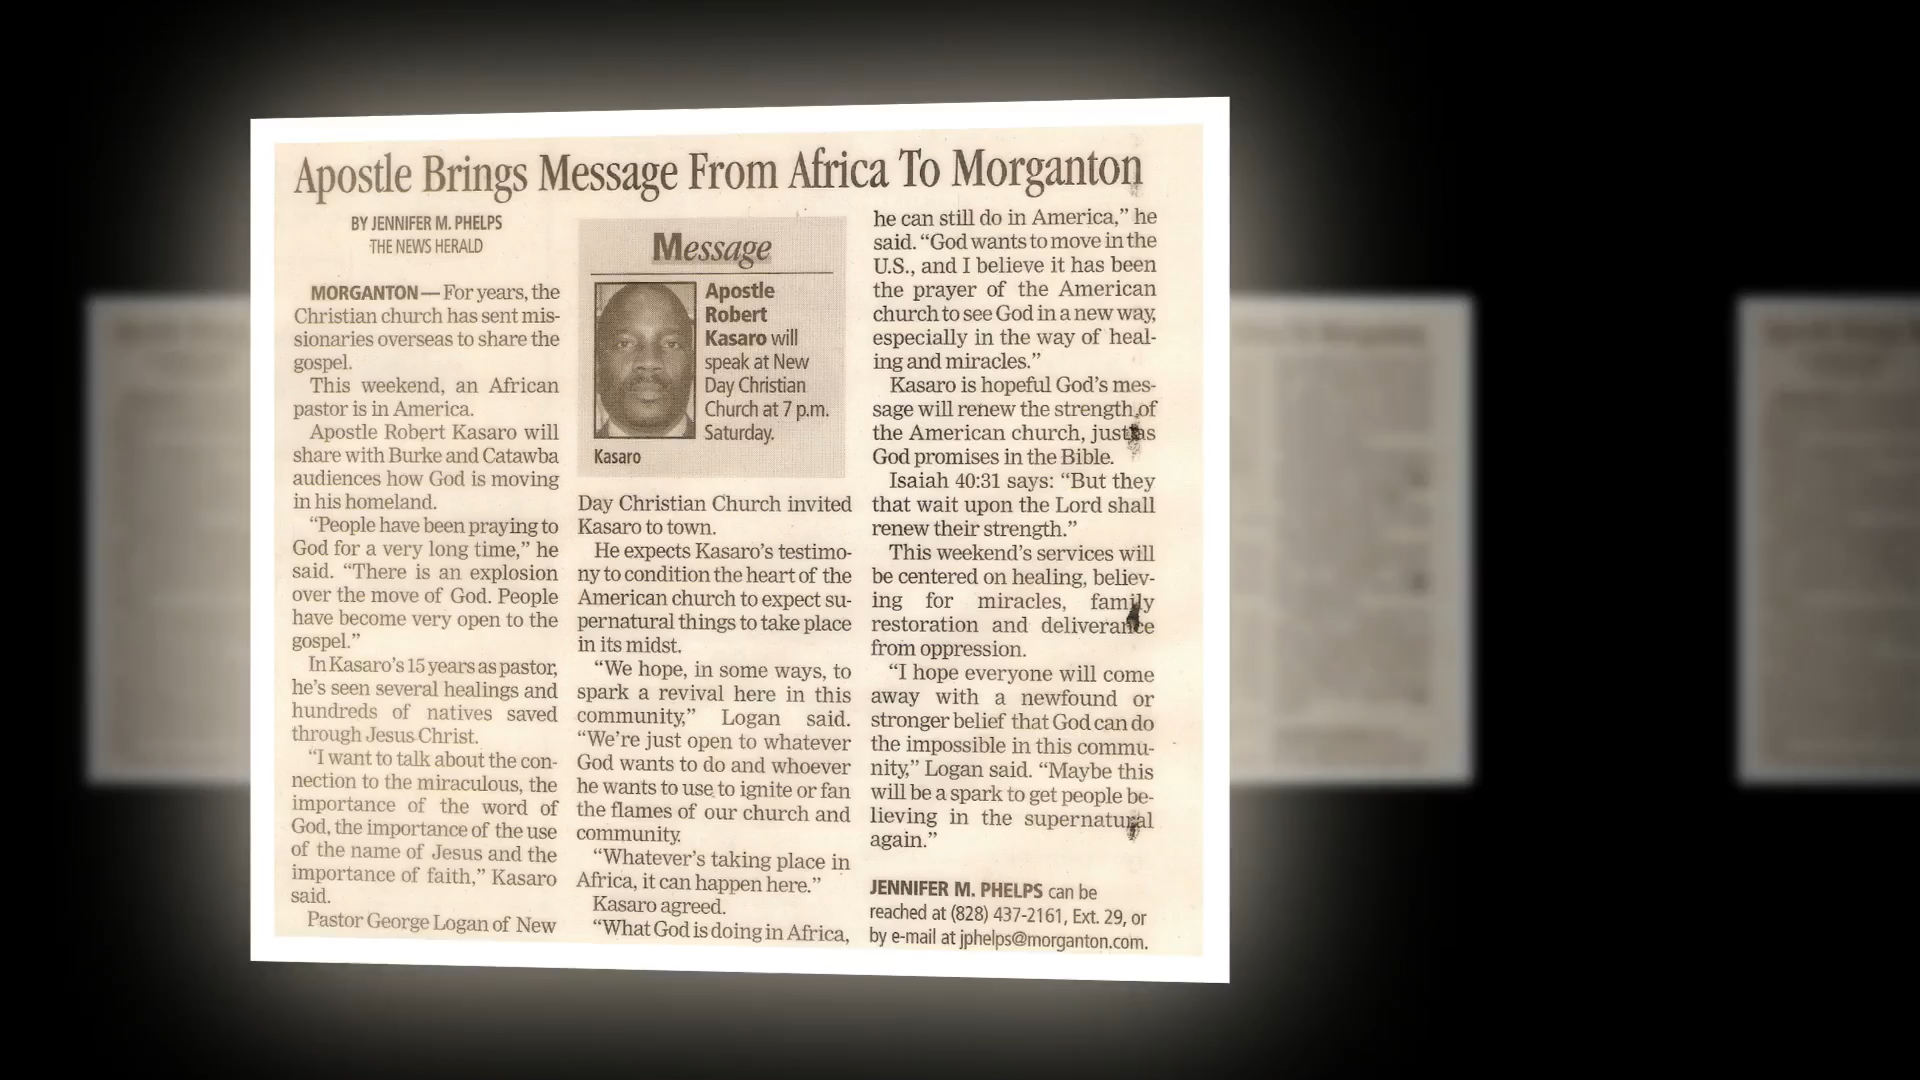 Apostle Brings Message From Africa To Morganton
BY JENNIFER M. PHELPS
THE NEWS HERALD
MORGANTON — For years, the
Christian church has sent mis-
sionaries overseas to share the
gospel.
This weekend, an African
pastor is in America.
Apostle Robert Kasaro will
share with Burke and Catawba
audiences how God is moving
in his homeland.
“People have been praying to
God for a very long time,” he
said. “There is an explosion
over the move of God. People
have become very open to the
gospel.”
In Kasaro’s 15 years as pastor,
he’s seen several healings and
hundreds of natives saved
through Jesus Christ.
“I want to talk about the con-
nection to the miraculous, the
importance of the word of
God, the importance of the use
of the name of Jesus and the
importance of faith,” Kasaro
said.
Pastor George Logan of New
Message
Apostle
Robert
Kasaro will
speak at New
Day Christian
Church at 7 p.m.
Saturday.
Kasaro
Day Christian Church invited
Kasaro to town.
He expects Kasaro’s testimo-
ny to condition the heart of the
American church to expect su-
pernatural things to take place
in its midst.
“We hope, in some ways, to
spark a revival here in this
community,” Logan said.
“We’re just open to whatever
God wants to do and whoever
he wants to use to ignite or fan
the flames of our church and
community.
“Whatever’s taking place in
Africa, it can happen here.”
Kasaro agreed.
“What God is doing in Africa,
he can still do in America,” he
said. “God wants to move in the
U.S., and I believe it has been
the prayer of the American
church to see God in a new way,
especially in the way of heal-
ing and miracles.”
Kasaro is hopeful God’s mes-
sage will renew the strength of
the American church, just as
God promises in the Bible.
Isaiah 40:31 says: “But they
that wait upon the Lord shall
renew their strength.”
This weekend’s services will
be centered on healing, believ-
ing for miracles, family
restoration and deliverance
from oppression.
“I hope everyone will come
away with a newfound or
stronger belief that God can do
the impossible in this commu-
nity,” Logan said. “Maybe this
will be a spark to get people be-
lieving in the supernatural
again.”
JENNIFER M. PHELPS can be
reached at (828) 437-2161, Ext. 29, or
by e-mail at jphelps@morganton.com.